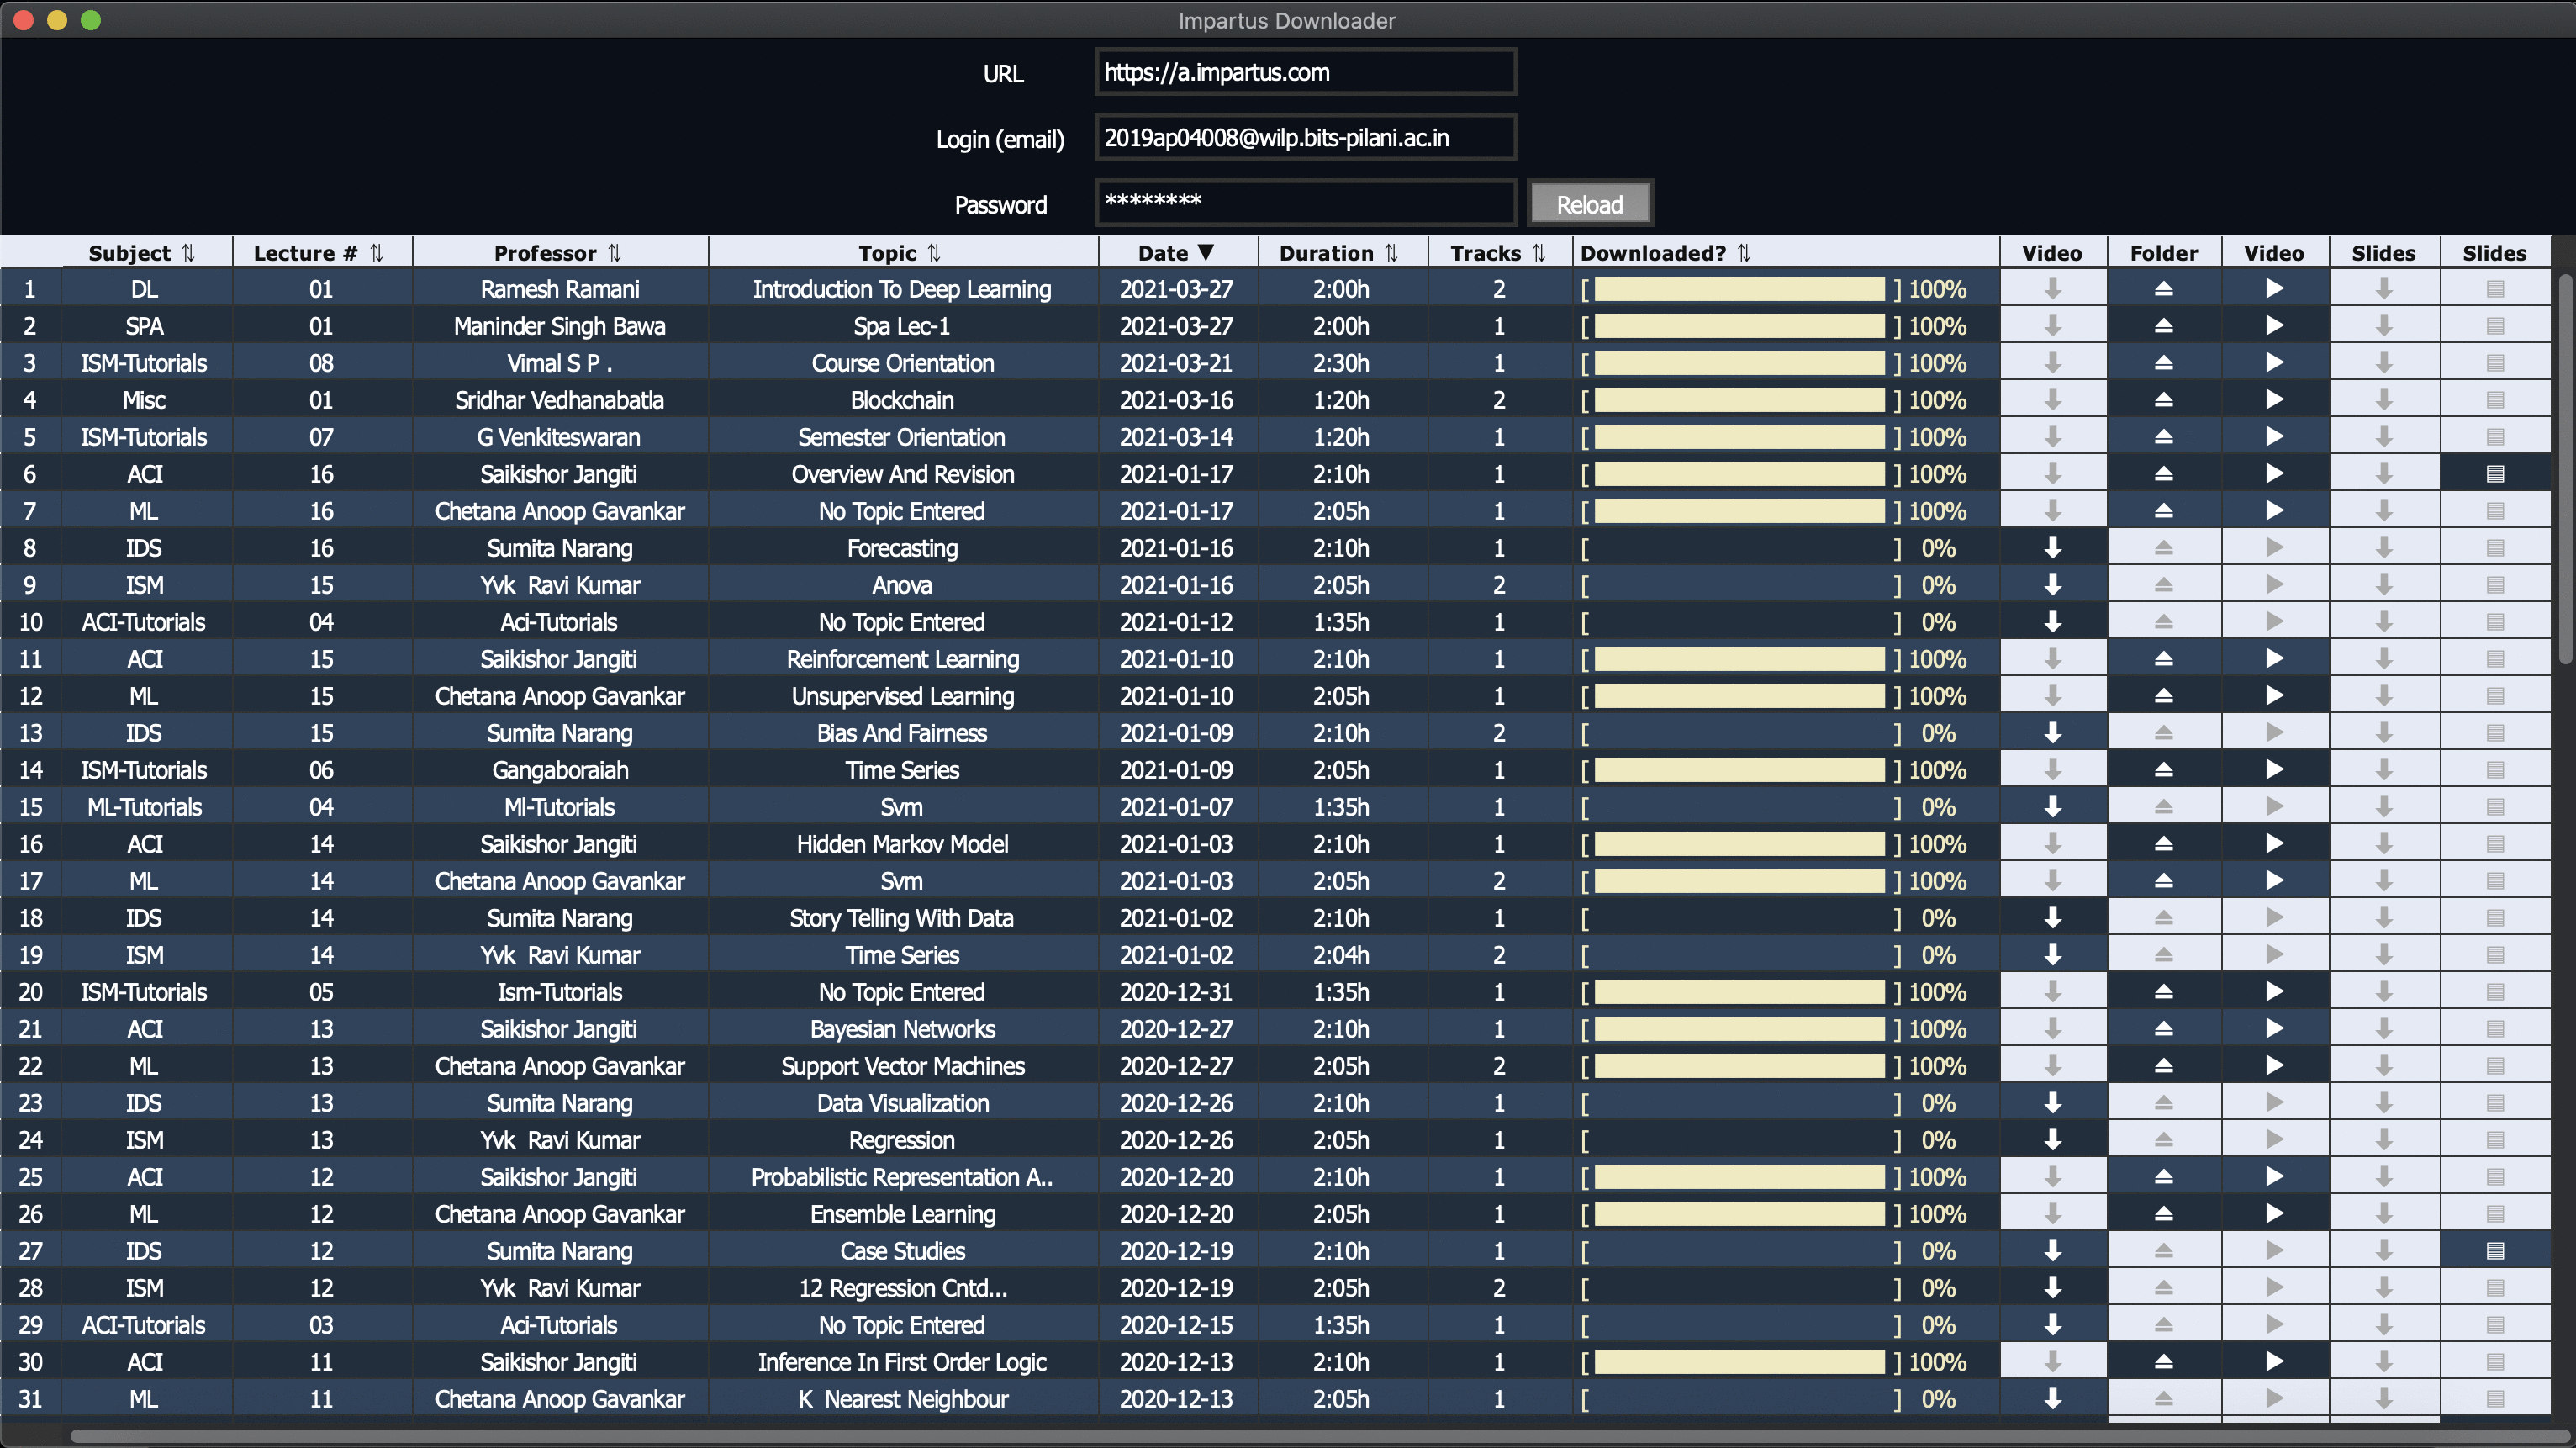 Impartus Downloader
URL https://a.impartus.com
Login (email) 2019ap04008@wilp.bits-pilani.ac.in
Password ******** Reload
Subject ⇅ Lecture # ⇅ Professor ⇅ Topic ⇅ Date ▼ Duration ⇅ Tracks ⇅ Downloaded? ⇅ Video Folder Video Slides Slides
1 DL 01 Ramesh Ramani Introduction To Deep Learning 2021-03-27 2:00h 2 [ ] 100%
2 SPA 01 Maninder Singh Bawa Spa Lec-1 2021-03-27 2:00h 1 [ ] 100%
3 ISM-Tutorials 08 Vimal S P . Course Orientation 2021-03-21 2:30h 1 [ ] 100%
4 Misc 01 Sridhar Vedhanabatla Blockchain 2021-03-16 1:20h 2 [ ] 100%
5 ISM-Tutorials 07 G Venkiteswaran Semester Orientation 2021-03-14 1:20h 1 [ ] 100%
6 ACI 16 Saikishor Jangiti Overview And Revision 2021-01-17 2:10h 1 [ ] 100%
7 ML 16 Chetana Anoop Gavankar No Topic Entered 2021-01-17 2:05h 1 [ ] 100%
8 IDS 16 Sumita Narang Forecasting 2021-01-16 2:10h 1 [ ] 0%
9 ISM 15 Yvk Ravi Kumar Anova 2021-01-16 2:05h 2 [ ] 0%
10 ACI-Tutorials 04 Aci-Tutorials No Topic Entered 2021-01-12 1:35h 1 [ ] 0%
11 ACI 15 Saikishor Jangiti Reinforcement Learning 2021-01-10 2:10h 1 [ ] 100%
12 ML 15 Chetana Anoop Gavankar Unsupervised Learning 2021-01-10 2:05h 1 [ ] 100%
13 IDS 15 Sumita Narang Bias And Fairness 2021-01-09 2:10h 2 [ ] 0%
14 ISM-Tutorials 06 Gangaboraiah Time Series 2021-01-09 2:05h 1 [ ] 100%
15 ML-Tutorials 04 Ml-Tutorials Svm 2021-01-07 1:35h 1 [ ] 0%
16 ACI 14 Saikishor Jangiti Hidden Markov Model 2021-01-03 2:10h 1 [ ] 100%
17 ML 14 Chetana Anoop Gavankar Svm 2021-01-03 2:05h 2 [ ] 100%
18 IDS 14 Sumita Narang Story Telling With Data 2021-01-02 2:10h 1 [ ] 0%
19 ISM 14 Yvk Ravi Kumar Time Series 2021-01-02 2:04h 2 [ ] 0%
20 ISM-Tutorials 05 Ism-Tutorials No Topic Entered 2020-12-31 1:35h 1 [ ] 100%
21 ACI 13 Saikishor Jangiti Bayesian Networks 2020-12-27 2:10h 1 [ ] 100%
22 ML 13 Chetana Anoop Gavankar Support Vector Machines 2020-12-27 2:05h 2 [ ] 100%
23 IDS 13 Sumita Narang Data Visualization 2020-12-26 2:10h 1 [ ] 0%
24 ISM 13 Yvk Ravi Kumar Regression 2020-12-26 2:05h 1 [ ] 0%
25 ACI 12 Saikishor Jangiti Probabilistic Representation A.. 2020-12-20 2:10h 1 [ ] 100%
26 ML 12 Chetana Anoop Gavankar Ensemble Learning 2020-12-20 2:05h 1 [ ] 100%
27 IDS 12 Sumita Narang Case Studies 2020-12-19 2:10h 1 [ ] 0%
28 ISM 12 Yvk Ravi Kumar 12 Regression Cntd... 2020-12-19 2:05h 2 [ ] 0%
29 ACI-Tutorials 03 Aci-Tutorials No Topic Entered 2020-12-15 1:35h 1 [ ] 0%
30 ACI 11 Saikishor Jangiti Inference In First Order Logic 2020-12-13 2:10h 1 [ ] 100%
31 ML 11 Chetana Anoop Gavankar K Nearest Neighbour 2020-12-13 2:05h 1 [ ] 0%